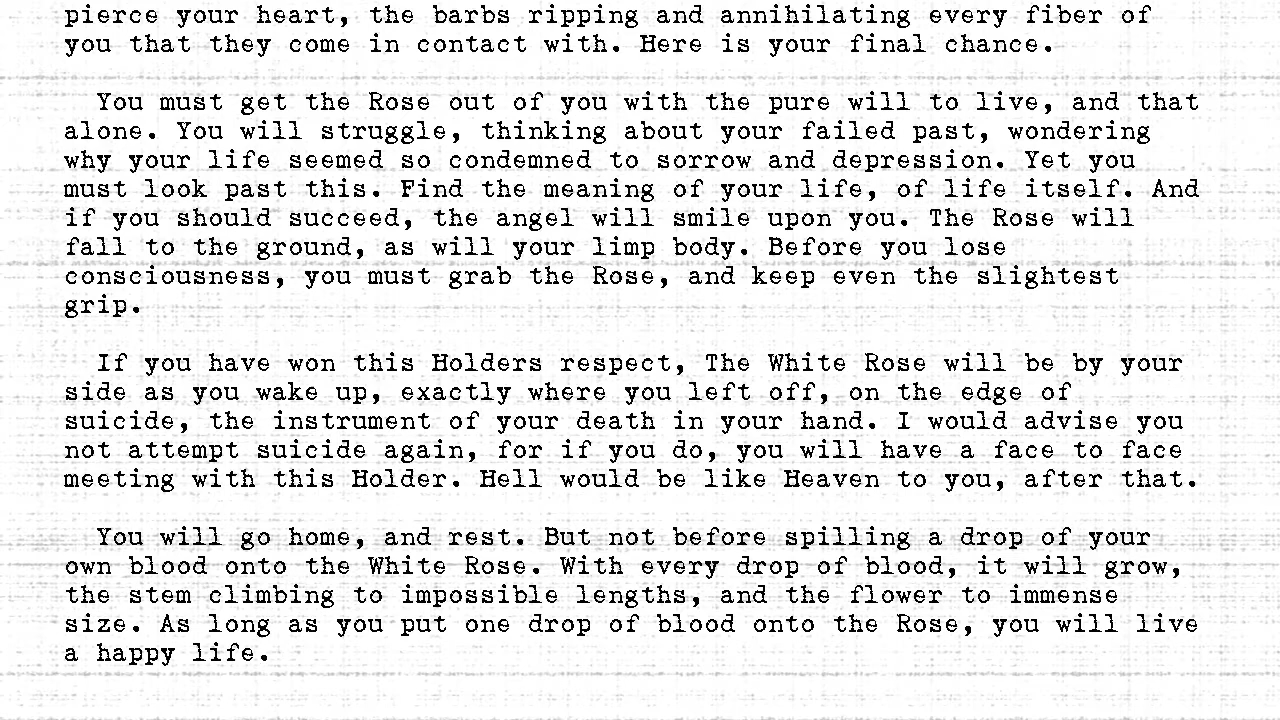 pierce your heart, the barbs ripping and annihilating every fiber of
you that they come in contact with. Here is your final chance.
You must get the Rose out of you with the pure will to live, and that
alone. You will struggle, thinking about your failed past, wondering
why your life seemed so condemned to sorrow and depression. Yet you
must look past this. Find the meaning of your life, of life itself. And
if you should succeed, the angel will smile upon you. The Rose will
fall to the ground, as will your limp body. Before you lose
consciousness, you must grab the Rose, and keep even the slightest
grip.
If you have won this Holders respect, The White Rose will be by your
side as you wake up, exactly where you left off, on the edge of
suicide, the instrument of your death in your hand. I would advise you
not attempt suicide again, for if you do, you will have a face to face
meeting with this Holder. Hell would be like Heaven to you, after that.
You will go home, and rest. But not before spilling a drop of your
own blood onto the White Rose. With every drop of blood, it will grow,
the stem climbing to impossible lengths, and the flower to immense
size. As long as you put one drop of blood onto the Rose, you will live
a happy life.